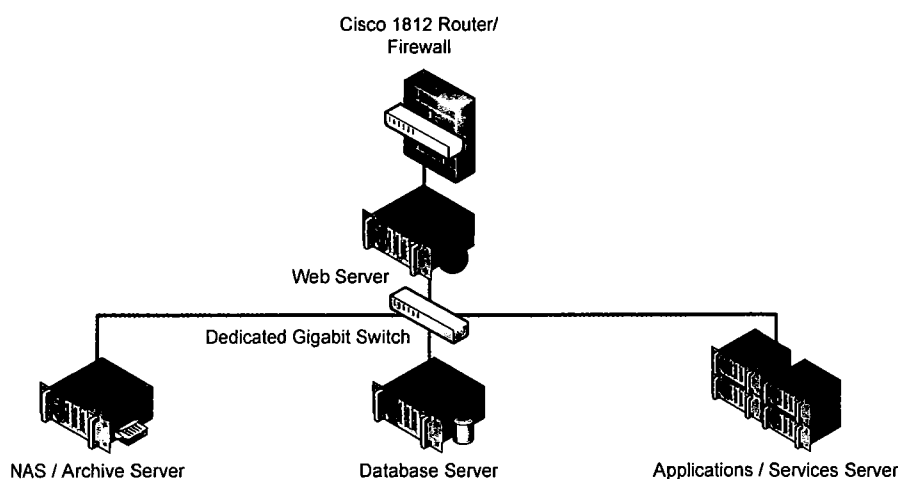 Cisco 1812 Router/
Firewall
Web Server
Dedicated Gigabit Switch
NAS / Archive Server
Database Server
Applications / Services Server